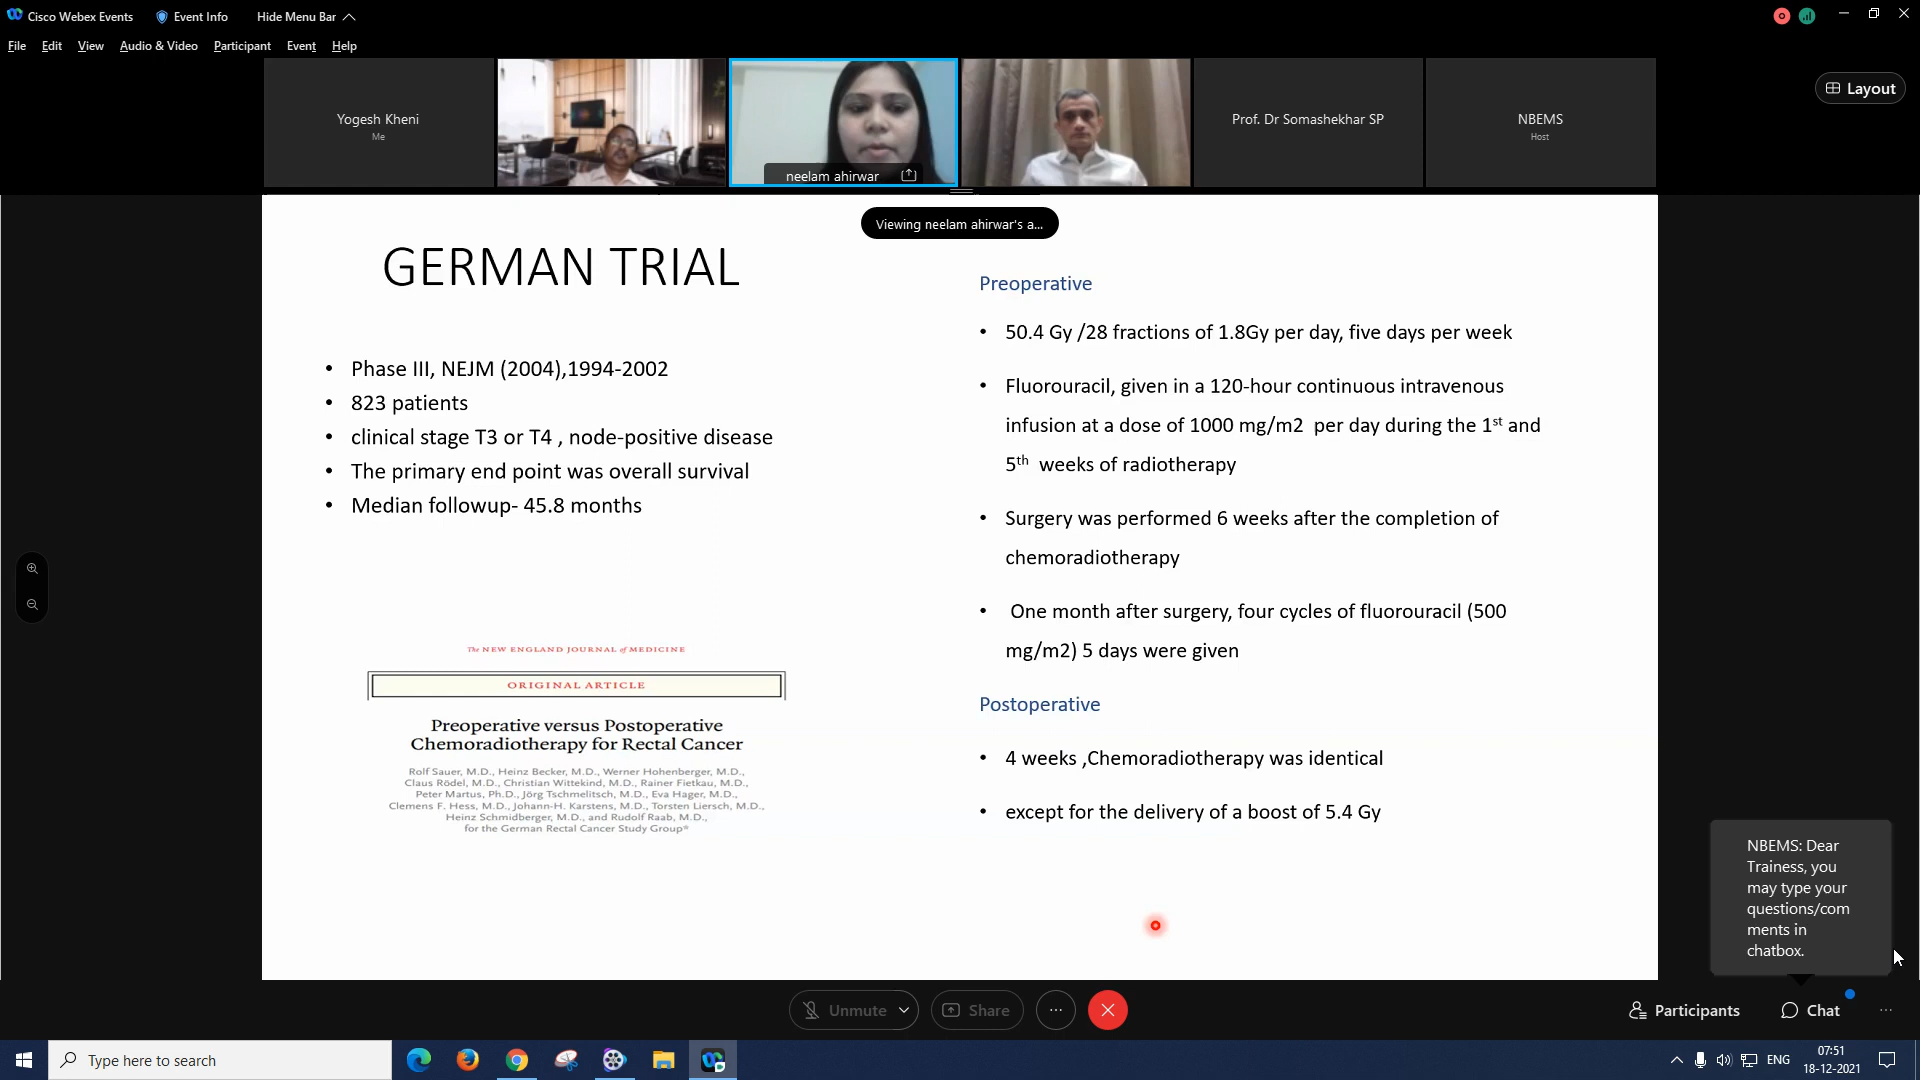 Cisco Webex Events
Event Info
Hide Menu Bar
File Edit View Audio & Video Participant Event Help
Yogesh Kheni
Me
neelam ahirwar
Prof. Dr Somashekhar SP
NBEMS
Host
Layout
Viewing neelam ahirwar's a...
GERMAN TRIAL
• Phase III, NEJM (2004),1994-2002
• 823 patients
• clinical stage T3 or T4 , node-positive disease
• The primary end point was overall survival
• Median followup- 45.8 months
The NEW ENGLAND JOURNAL of MEDICINE
ORIGINAL ARTICLE
Preoperative versus Postoperative
Chemoradiotherapy for Rectal Cancer
Rolf Sauer, M.D., Heinz Becker, M.D., Werner Hohenberger, M.D.,
Claus Rödel, M.D., Christian Wittekind, M.D., Rainer Fietkau, M.D.,
Peter Martus, Ph.D., Jörg Tschmelitsch, M.D., Eva Hager, M.D.,
Clemens F. Hess, M.D., Johann-H. Karstens, M.D., Torsten Liersch, M.D.,
Heinz Schmidberger, M.D., and Rudolf Raab, M.D.,
for the German Rectal Cancer Study Group*
Preoperative
• 50.4 Gy /28 fractions of 1.8Gy per day, five days per week
• Fluorouracil, given in a 120-hour continuous intravenous
infusion at a dose of 1000 mg/m2 per day during the 1st and
5th weeks of radiotherapy
• Surgery was performed 6 weeks after the completion of
chemoradiotherapy
• One month after surgery, four cycles of fluorouracil (500
mg/m2) 5 days were given
Postoperative
• 4 weeks ,Chemoradiotherapy was identical
• except for the delivery of a boost of 5.4 Gy
NBEMS: Dear
Trainess, you
may type your
questions/com
ments in
chatbox.
Unmute
Share
Participants
Chat
Type here to search
ENG
07:51
18-12-2021